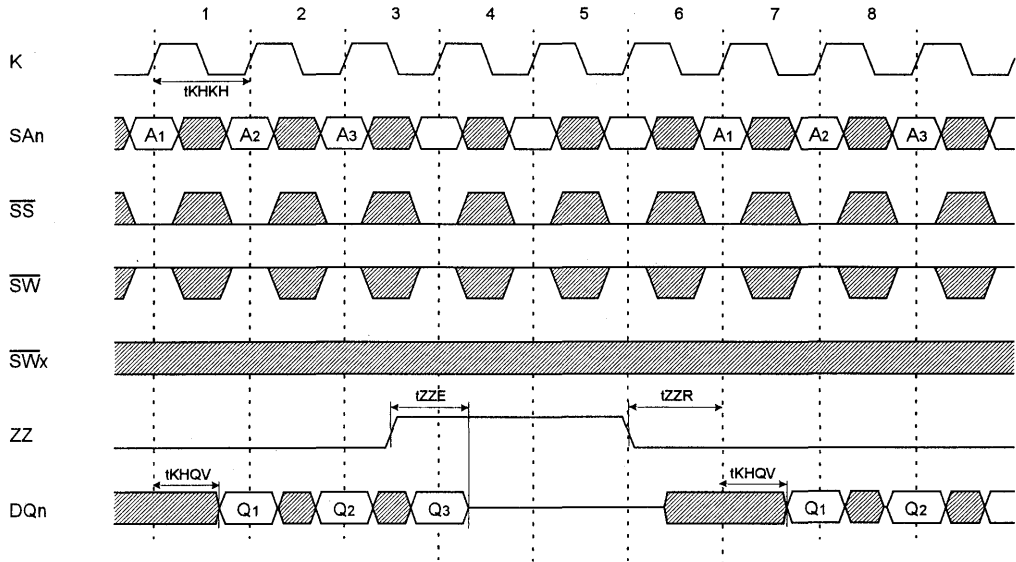 1 2 3 4 5 6 7 8
K
tKHKH
SAn A1 A2 A3 A1 A2 A3
SS
SW
SWx
tZZE tZZR
ZZ
tKHQV tKHQV
DQn Q1 Q2 Q3 Q1 Q2